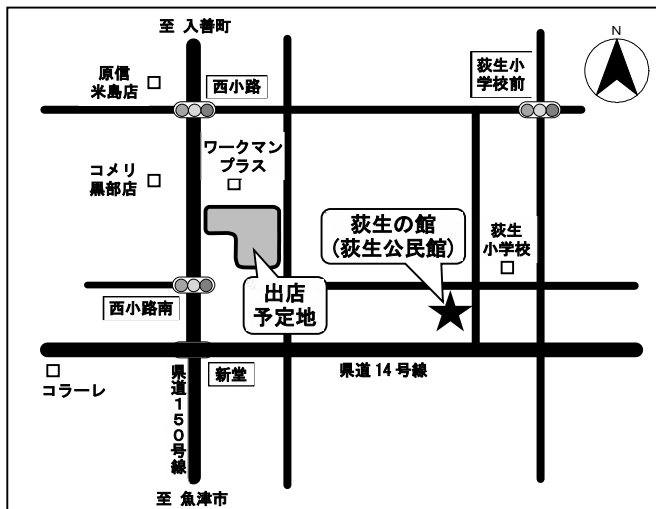 至 入善町
N
原信
米島店
西小路
荻生小
学校前
ワークマン
プラス
コメリ
黒部店
荻生の館
(荻生公民館)
荻生
小学校
出店
予定地
西小路南
新堂
県道14号線
コラーレ
県道150号線
至 魚津市